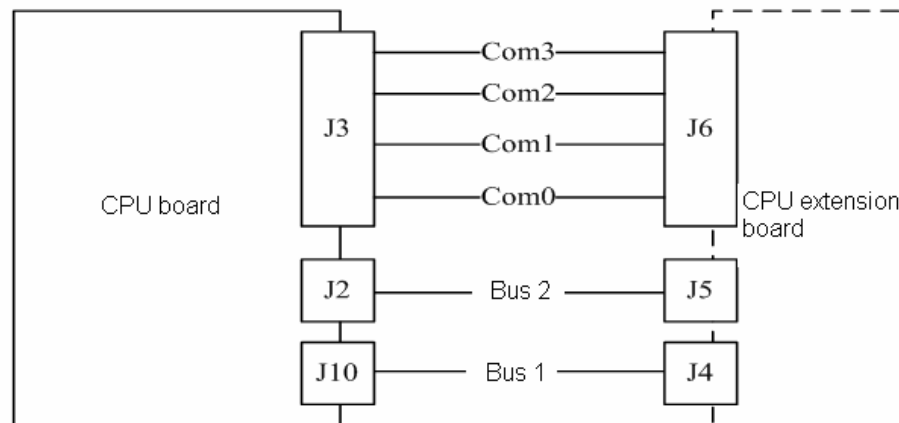 Com3
Com2
J3
J6
Com1
Com0
CPU board
CPU extension
board
J2
Bus 2
J5
J10
Bus 1
J4